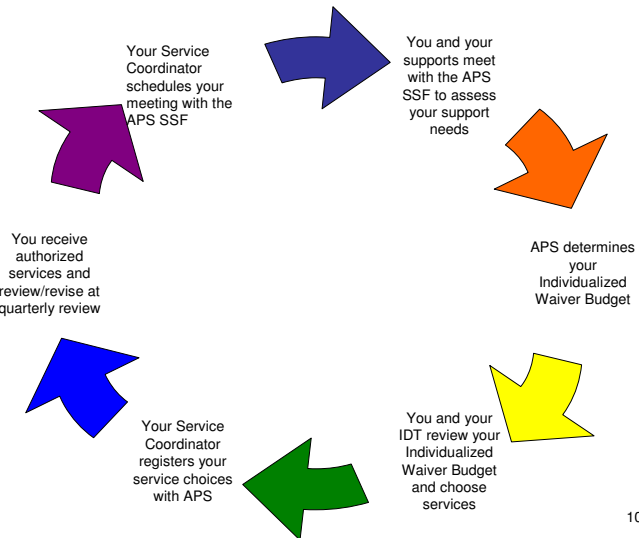 Your Service
Coordinator
schedules your
meeting with the
APS SSF
You and your
supports meet
with the APS
SSF to assess
your support
needs
APS determines
your
Individualized
Waiver Budget
You and your
IDT review your
Individualized
Waiver Budget
and choose
services
Your Service
Coordinator
registers your
service choices
with APS
You receive
authorized
services and
review/revise at
quarterly review
10